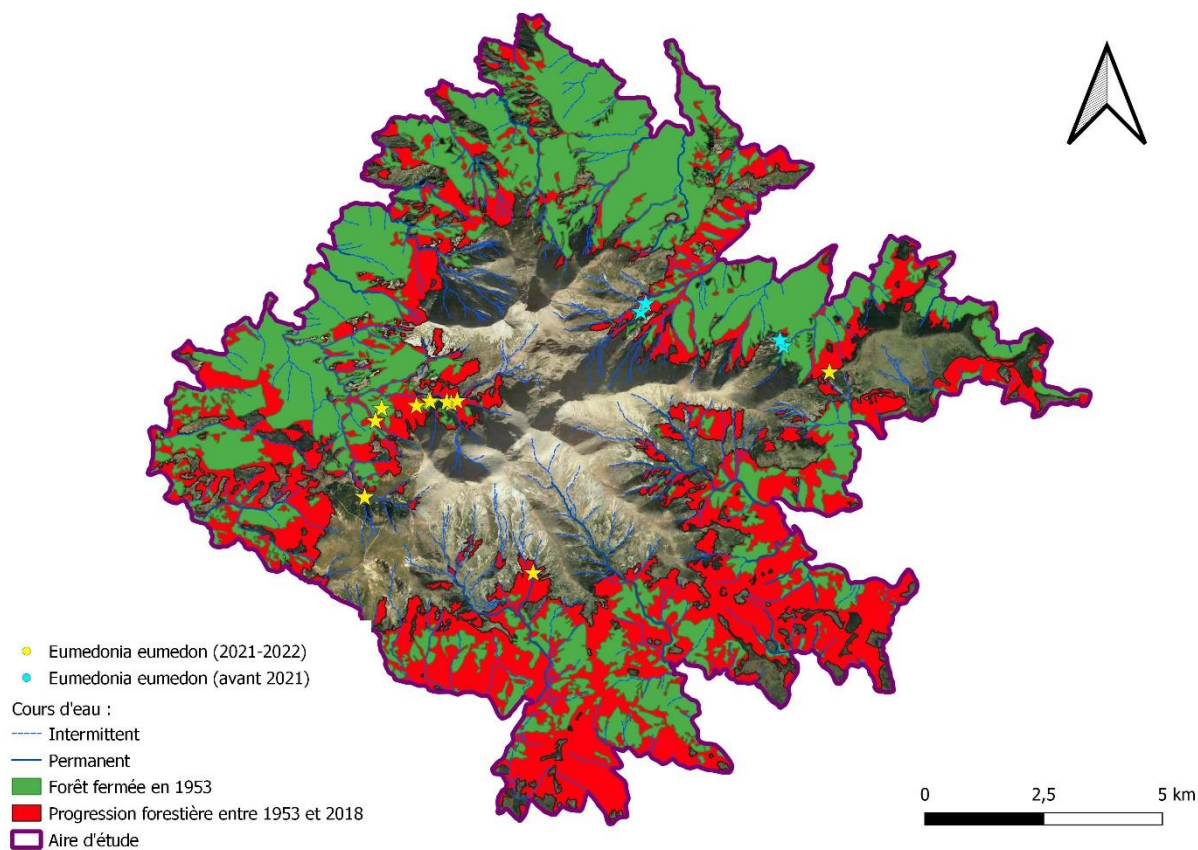 Eumedonia eumedon (2021-2022)
Eumedonia eumedon (avant 2021)
Cours d'eau :
Intermittent
Permanent
Forêt fermée en 1953
Progression forestière entre 1953 et 2018
Aire d'étude
0 2,5 5 km